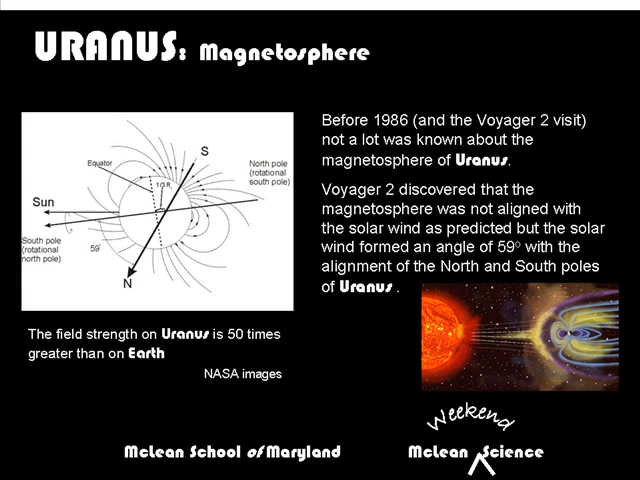 URANUS: Magnetosphere
Before 1986 (and the Voyager 2 visit)
not a lot was known about the
magnetosphere of Uranus.
Voyager 2 discovered that the
magnetosphere was not aligned with
the solar wind as predicted but the solar
wind formed an angle of 59° with the
alignment of the North and South poles
of Uranus .
S
Equator
1/3 R
North pole
(rotational
south pole)
Sun
South pole
(rotational
north pole)
59°
N
The field strength on Uranus is 50 times
greater than on Earth
NASA images
McLean School of Maryland
Weekend
McLean Science